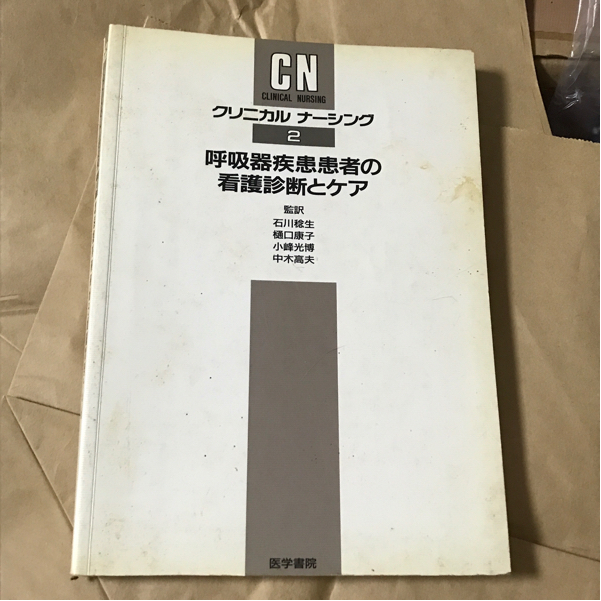 CN
CLINICAL NURSING
クリニカル ナーシング
2
呼吸器疾患患者の
看護診断とケア
監訳
石川稔生
樋口康子
小峰光博
中木高夫
医学書院